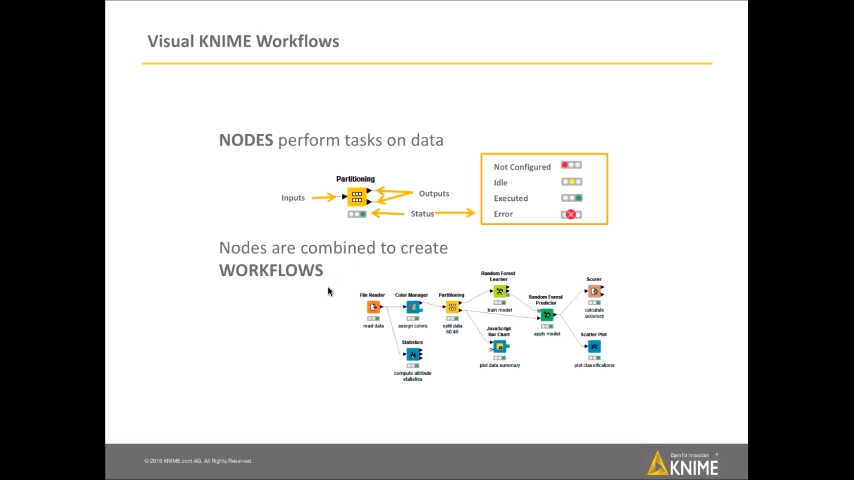 Visual KNIME Workflows
NODES perform tasks on data
Partitioning
Inputs
Outputs
Status
Not Configured
Idle
Executed
Error
Nodes are combined to create
WORKFLOWS
File Reader
read data
Color Manager
assign colors
Statistics
compute attribute
statistics
Partitioning
split data
60:40
Random Forest
Learner
train model
JavaScript
Bar Chart
plot data summary
Random Forest
Predictor
apply model
Scorer
calculate
accuracy
Scatter Plot
plot classifications
© 2016 KNIME.com AG. All Rights Reserved.
Open for Innovation
KNIME